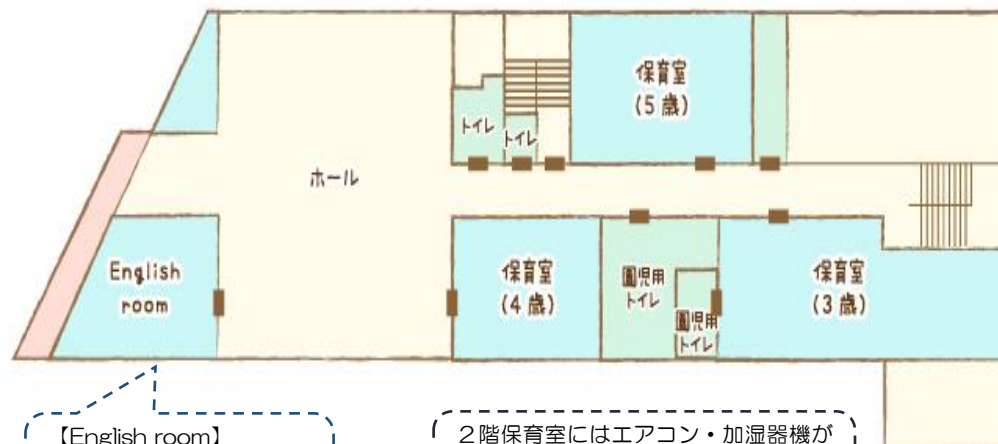 保育室
(5歳)
トイレ
トイレ
ホール
English
room
保育室
(4歳)
園児用
トイレ
園児用
トイレ
保育室
(3歳)
【English room】
２階保育室にはエアコン・加湿器機が